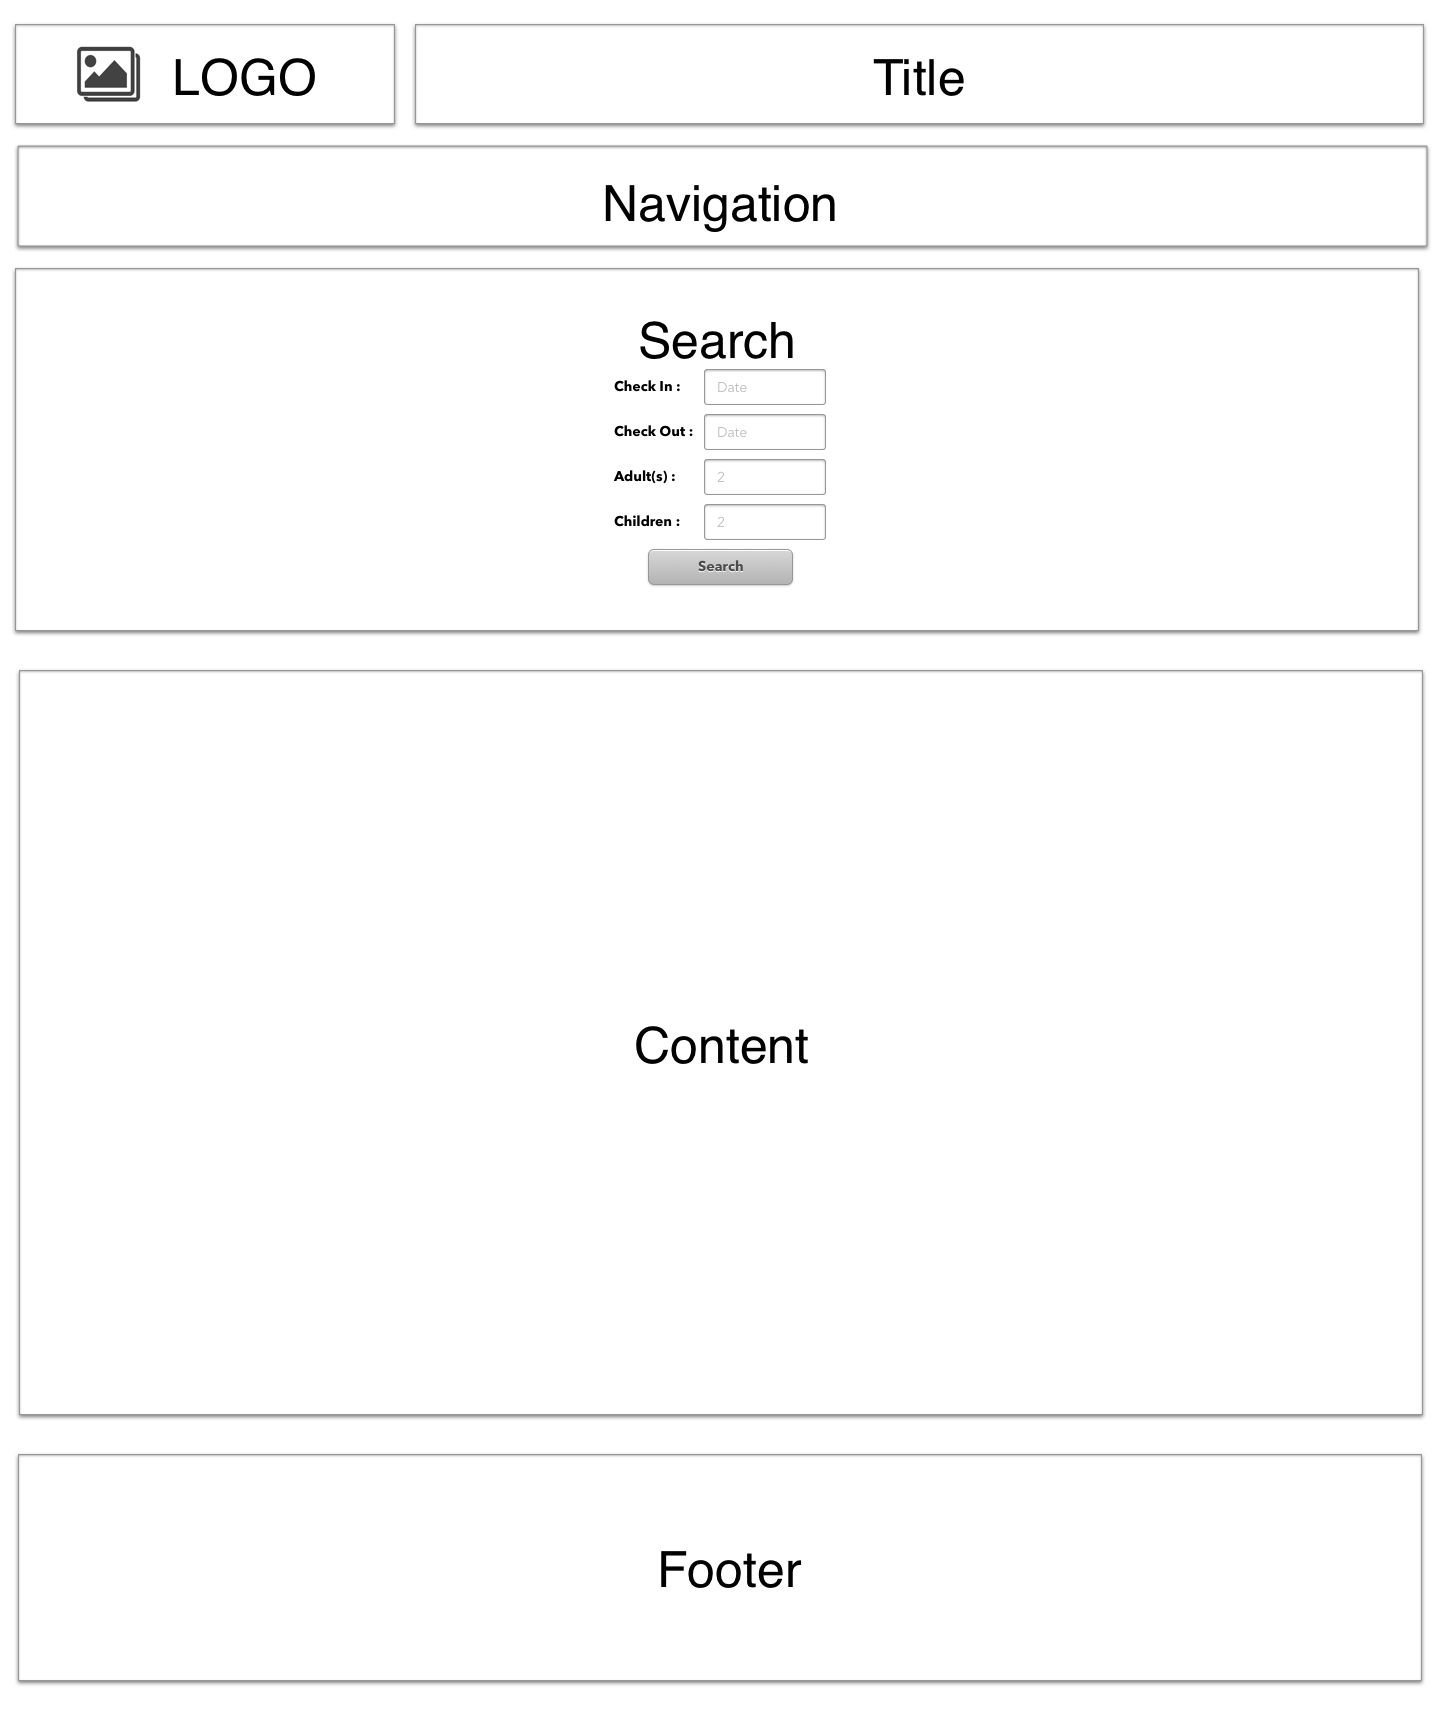 LOGO
Title
Navigation
Search
Check In : Date
Check Out : Date
Adult(s) : 2
Children : 2
Search
Content
Footer